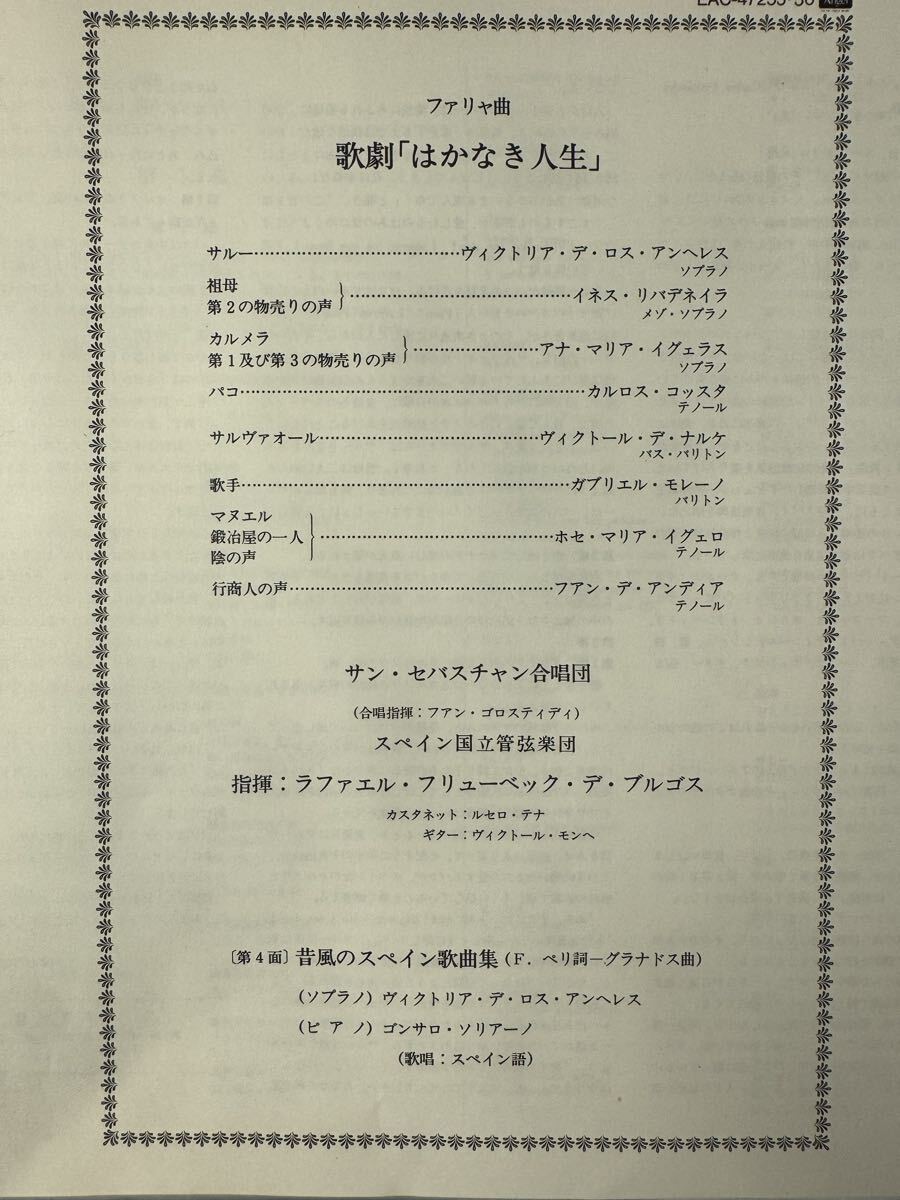 ファリャ曲
歌劇「はかなき人生」
サルー……………………………ヴィクトリア・デ・ロス・アンヘレス
ソプラノ
祖母
第2の物売りの声
……………………………イネス・リバデネイラ
メゾ・ソプラノ
カルメラ
第1及び第3の物売りの声
………………アナ・マリア・イグェラス
ソプラノ
パコ……………………………………………カルロス・コッスタ
テノール
サルヴァオール……………………………ヴィクトール・デ・ナルケ
バス・バリトン
歌手…………………………………………ガブリエル・モレーノ
バリトン
マヌエル
鍛冶屋の一人
陰の声
……………………………ホセ・マリア・イグェロ
テノール
行商人の声…………………………………フアン・デ・アンディア
テノール
サン・セバスチャン合唱団
(合唱指揮:フアン・ゴロスティディ)
スペイン国立管弦楽団
指揮:ラファエル・フリューベック・デ・ブルゴス
カスタネット:ルセロ・テナ
ギター:ヴィクトール・モンヘ
〔第4面〕昔風のスペイン歌曲集(F.ペリ詞―グラナドス曲)
(ソプラノ)ヴィクトリア・デ・ロス・アンヘレス
(ピアノ)ゴンサロ・ソリアーノ
(歌唱:スペイン語)